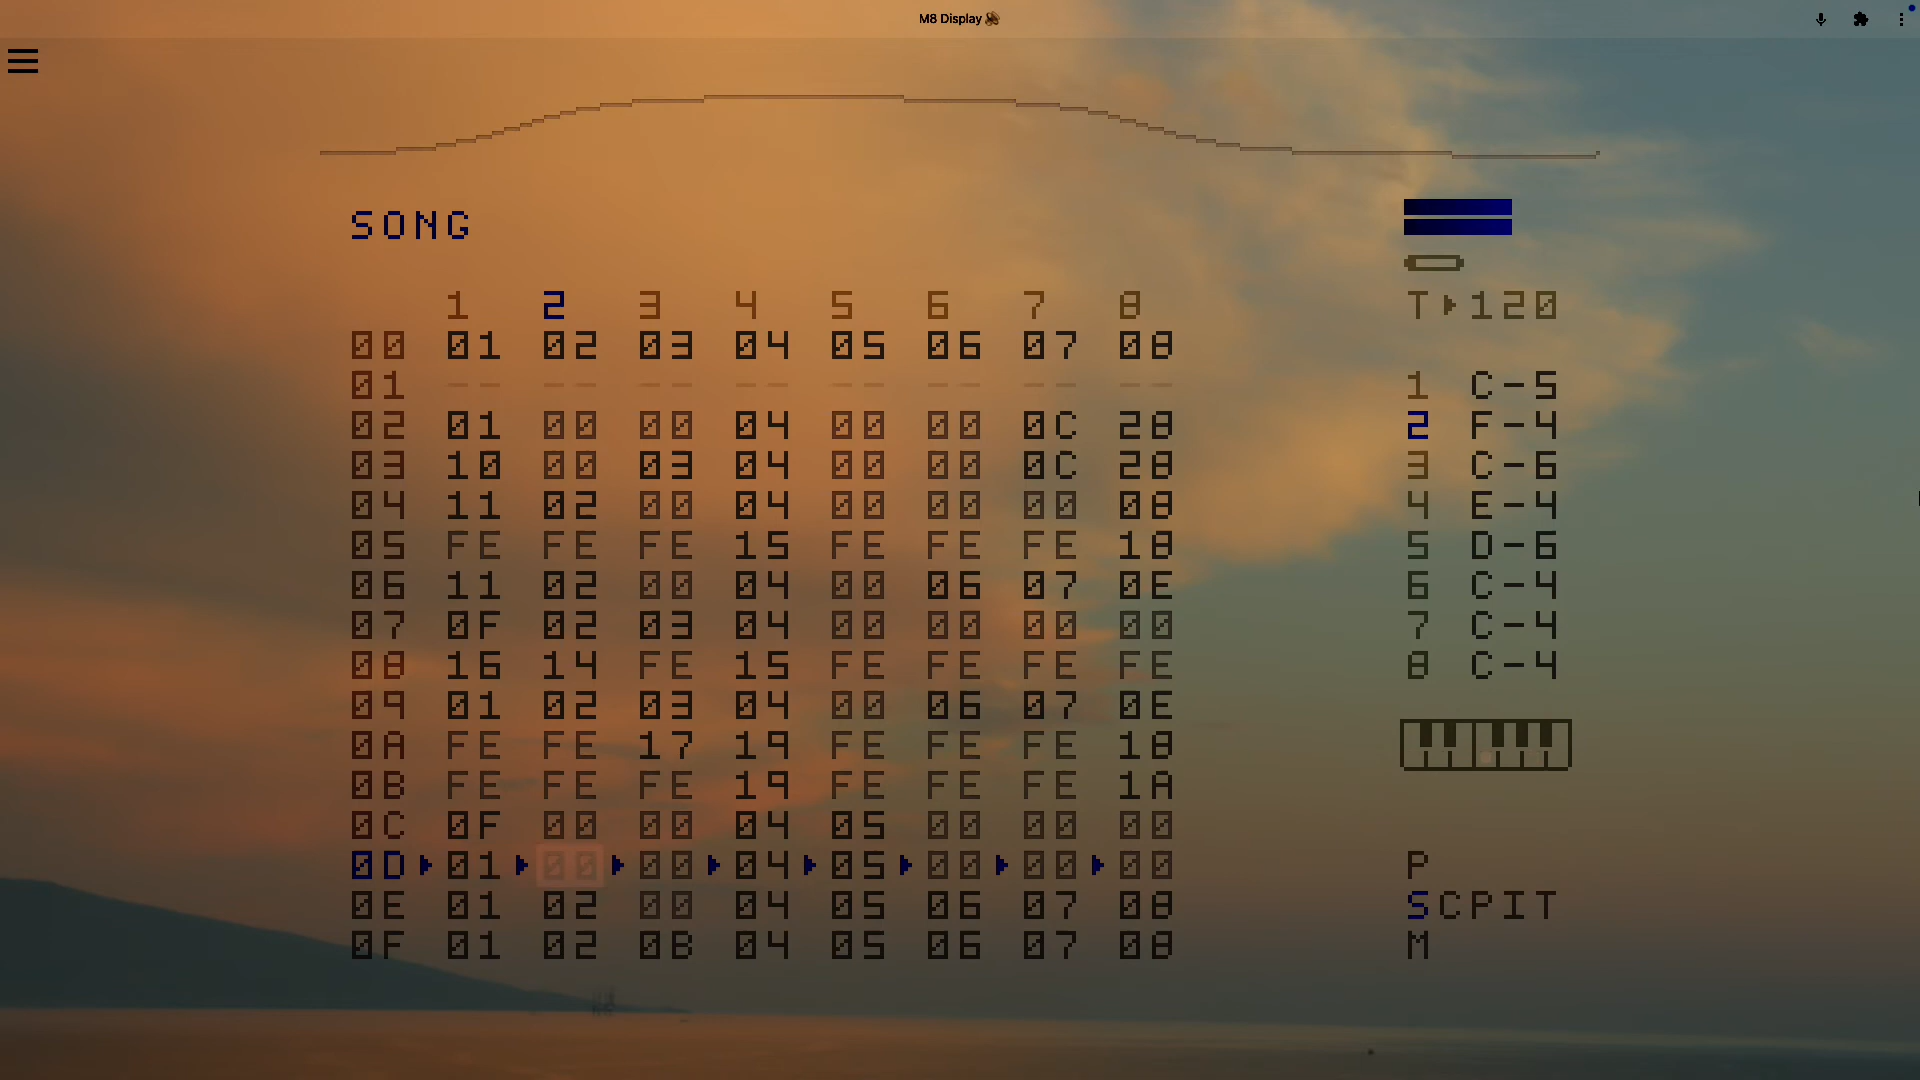 M8 Display
SONG
1 2 3 4 5 6 7 8 T 120
00 01 02 03 04 05 06 07 08
01 -- -- -- -- -- -- -- -- 1 C-5
02 01 00 00 04 00 00 0C 28 2 F-4
03 10 00 03 04 00 00 0C 28 3 C-6
04 11 02 00 04 00 00 00 08 4 E-4
05 FE FE FE 15 FE FE FE 18 5 D-6
06 11 02 00 04 00 06 07 0E 6 C-4
07 0F 02 03 04 00 00 00 00 7 C-4
08 16 14 FE 15 FE FE FE FE 8 C-4
09 01 02 03 04 00 06 07 0E
0A FE FE 17 19 FE FE FE 18
0B FE FE FE 19 FE FE FE 1A
0C 0F 00 00 04 05 00 00 00
0D 01 00 00 04 05 00 00 00 P
0E 01 02 00 04 05 06 07 08 SCPIT
0F 01 02 0B 04 05 06 07 08 M